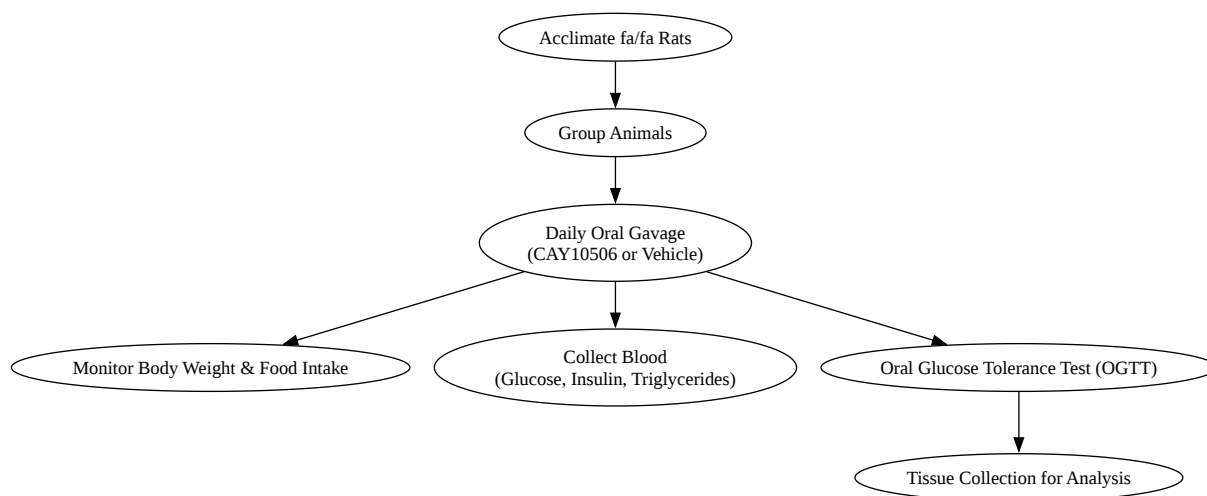 Acclimate fa/fa Rats
Group Animals
Daily Oral Gavage
(CAY10506 or Vehicle)
Monitor Body Weight & Food Intake
Collect Blood
(Glucose, Insulin, Triglycerides)
Oral Glucose Tolerance Test (OGTT)
Tissue Collection for Analysis